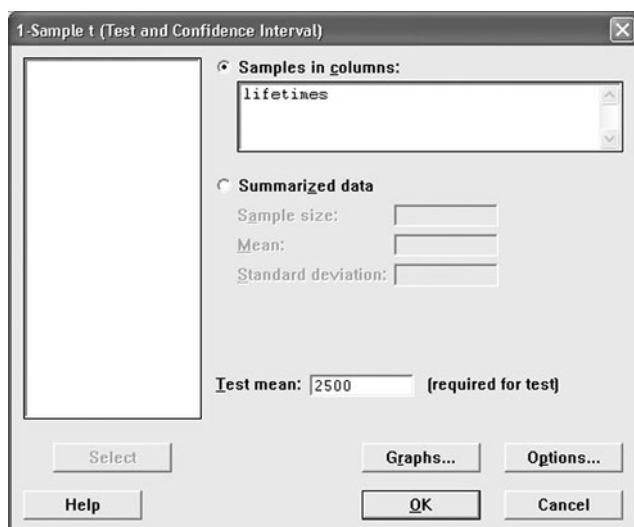 1-Sample t (Test and Confidence Interval)
Samples in columns:
lifetimes
Summarized data
Sample size:
Mean:
Standard deviation:
Test mean: 2500 (required for test)
Select Graphs... Options...
Help OK Cancel